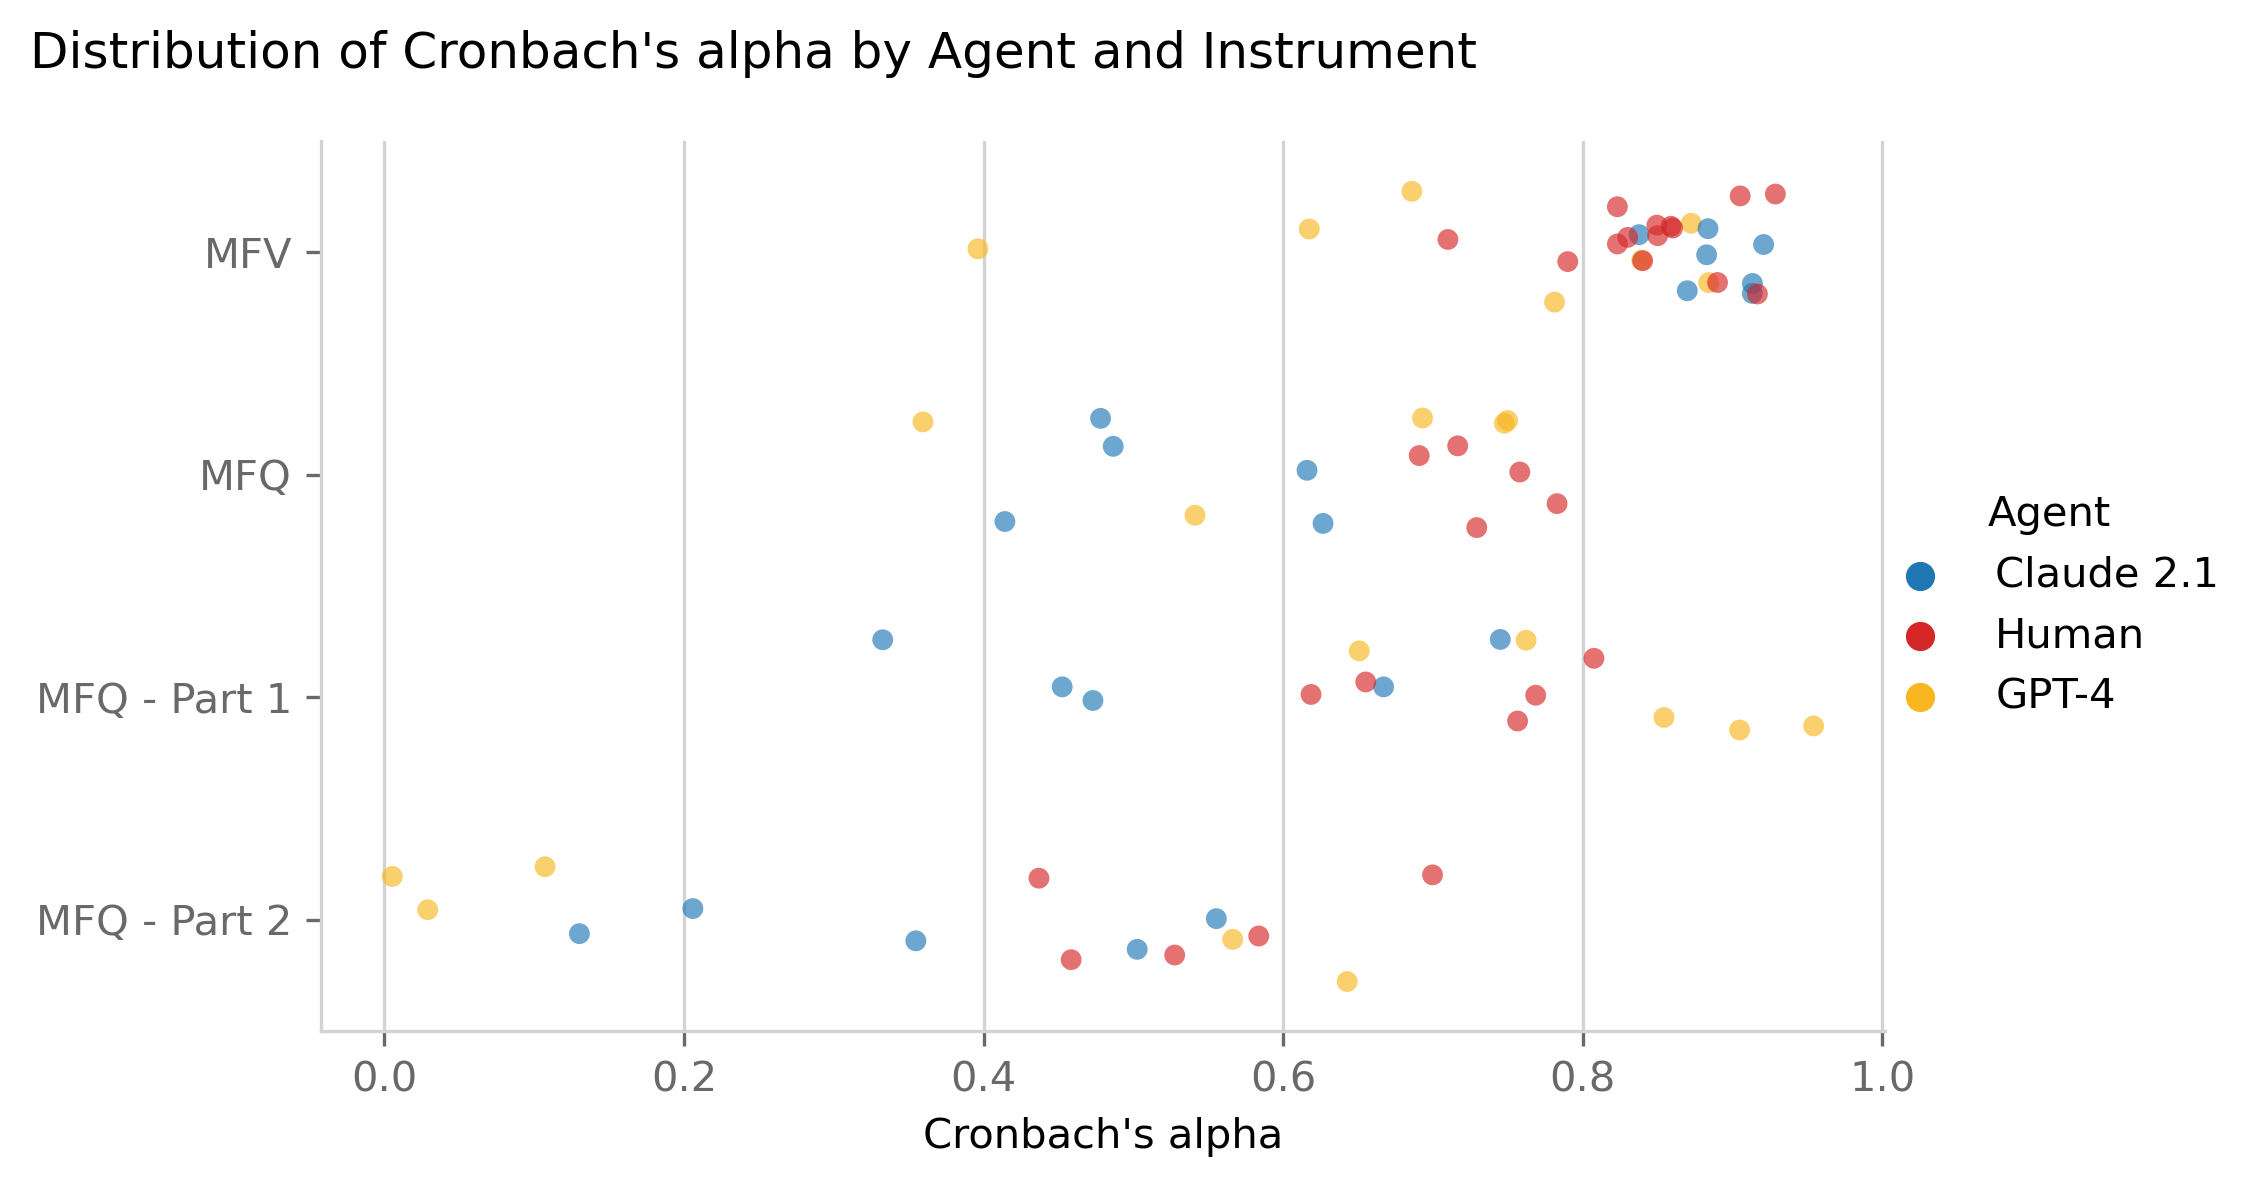 Distribution of Cronbach's alpha by Agent and Instrument
MFV
MFQ
MFQ - Part 1
MFQ - Part 2
0.0 0.2 0.4 0.6 0.8 1.0
Cronbach's alpha
Agent
Claude 2.1
Human
GPT-4